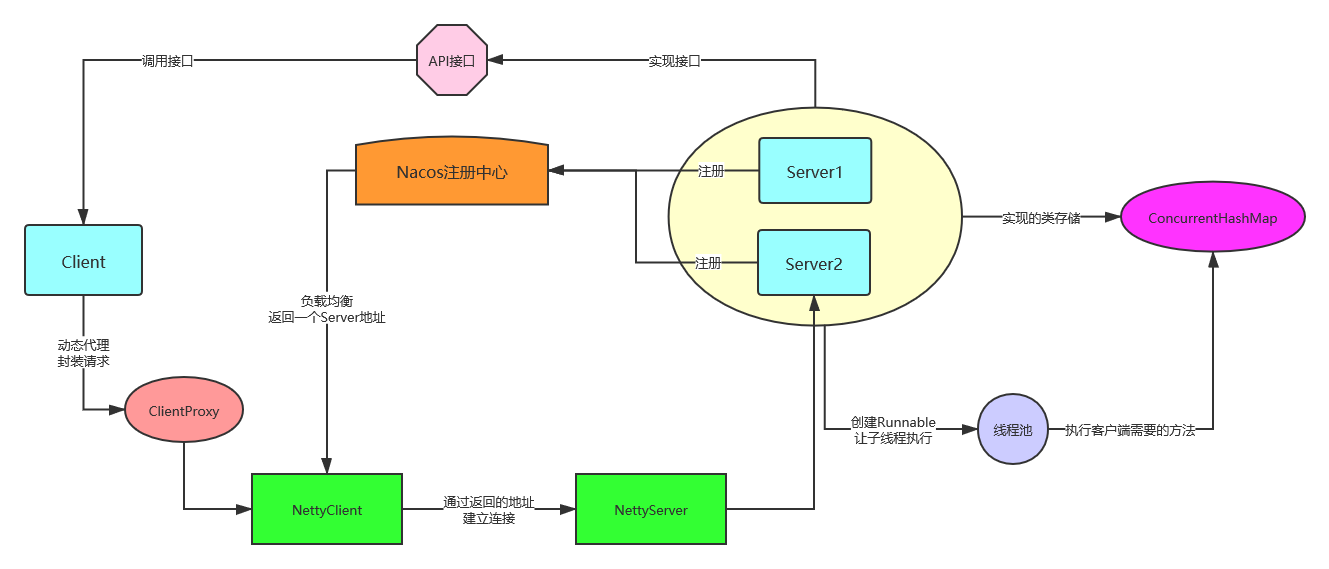 调用接口
API接口
实现接口
Nacos注册中心
注册
Server1
Client
注册
Server2
实现的类存储
ConcurrentHashMap
负载均衡
返回一个Server地址
动态代理
封装请求
ClientProxy
创建Runnable
让子线程执行
线程池
执行客户端需要的方法
NettyClient
通过返回的地址
建立连接
NettyServer